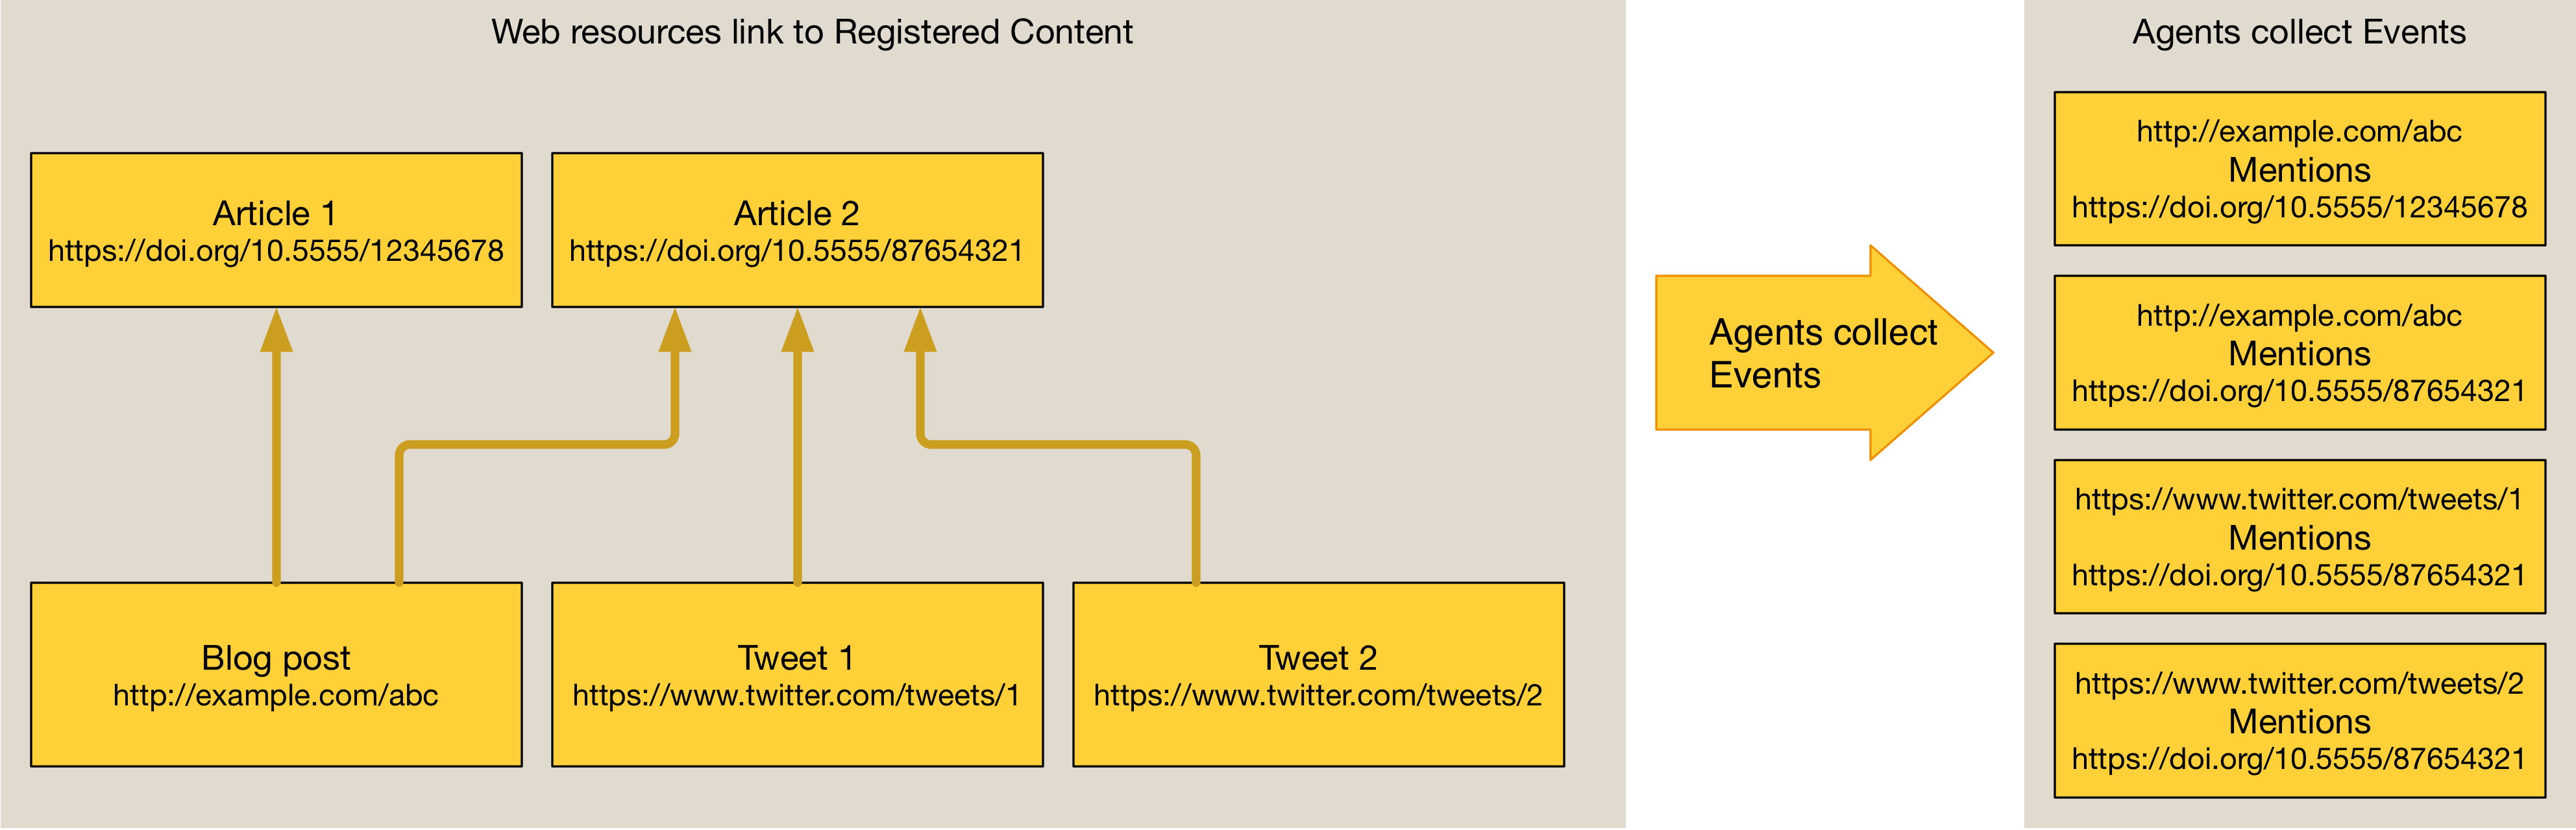 Web resources link to Registered Content
Article 1
https://doi.org/10.5555/12345678
Article 2
https://doi.org/10.5555/87654321
Blog post
http://example.com/abc
Tweet 1
https://www.twitter.com/tweets/1
Tweet 2
https://www.twitter.com/tweets/2
Agents collect
Events
Agents collect Events
http://example.com/abc
Mentions
https://doi.org/10.5555/12345678
http://example.com/abc
Mentions
https://doi.org/10.5555/87654321
https://www.twitter.com/tweets/1
Mentions
https://doi.org/10.5555/87654321
https://www.twitter.com/tweets/2
Mentions
https://doi.org/10.5555/87654321